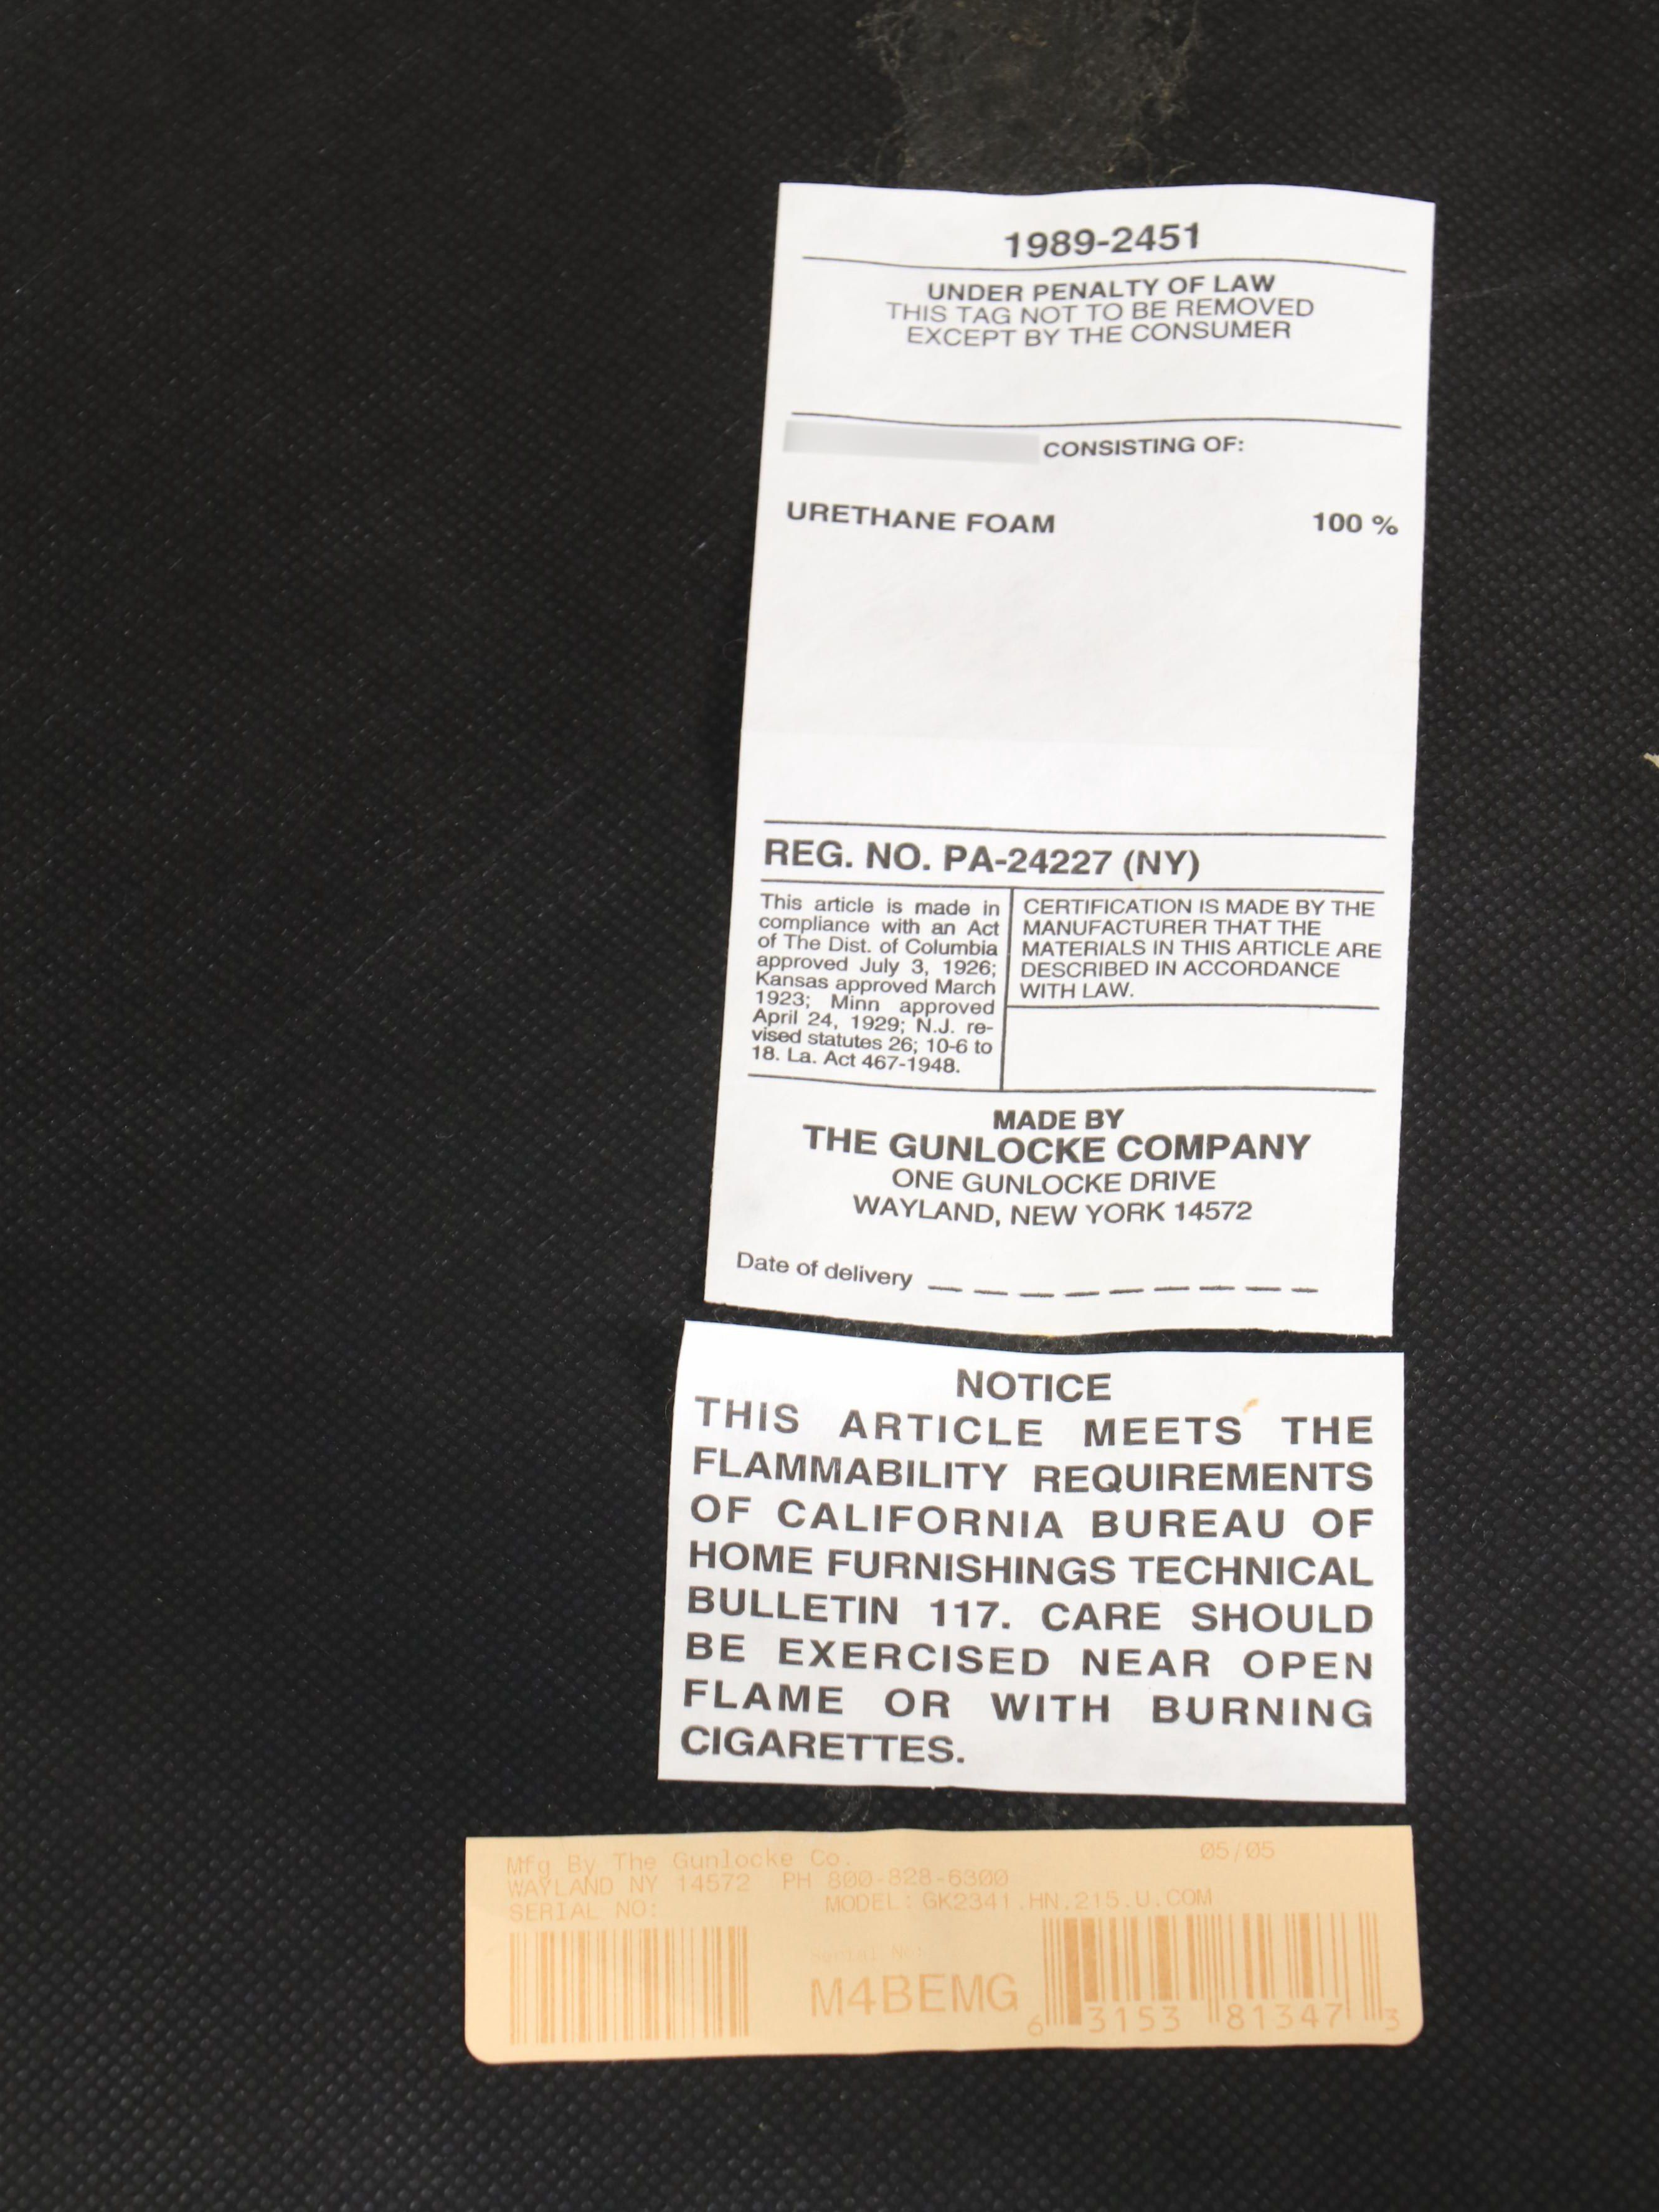 1989-2451
UNDER PENALTY OF LAW
THIS TAG NOT TO BE REMOVED
EXCEPT BY THE CONSUMER
CONSISTING OF:
URETHANE FOAM 100 %
REG. NO. PA-24227 (NY)
This article is made in
compliance with an Act
of The Dist. of Columbia
approved July 3, 1926;
Kansas approved March
1923; Minn approved
April 24, 1929; N.J. re-
vised statutes 26; 10-6 to
18. La. Act 467-1948.
CERTIFICATION IS MADE BY THE
MANUFACTURER THAT THE
MATERIALS IN THIS ARTICLE ARE
DESCRIBED IN ACCORDANCE
WITH LAW.
MADE BY
THE GUNLOCKE COMPANY
ONE GUNLOCKE DRIVE
WAYLAND, NEW YORK 14572
Date of delivery
NOTICE
THIS ARTICLE MEETS THE
FLAMMABILITY REQUIREMENTS
OF CALIFORNIA BUREAU OF
HOME FURNISHINGS TECHNICAL
BULLETIN 117. CARE SHOULD
BE EXERCISED NEAR OPEN
FLAME OR WITH BURNING
CIGARETTES.
Mfg By The Gunlocke Co. 05/05
WAYLAND NY 14572 PH 800-828-6300
SERIAL NO: MODEL: GK2341.HN.215.U.COM
Serial No:
M4BEMG
6 3153 81347 3